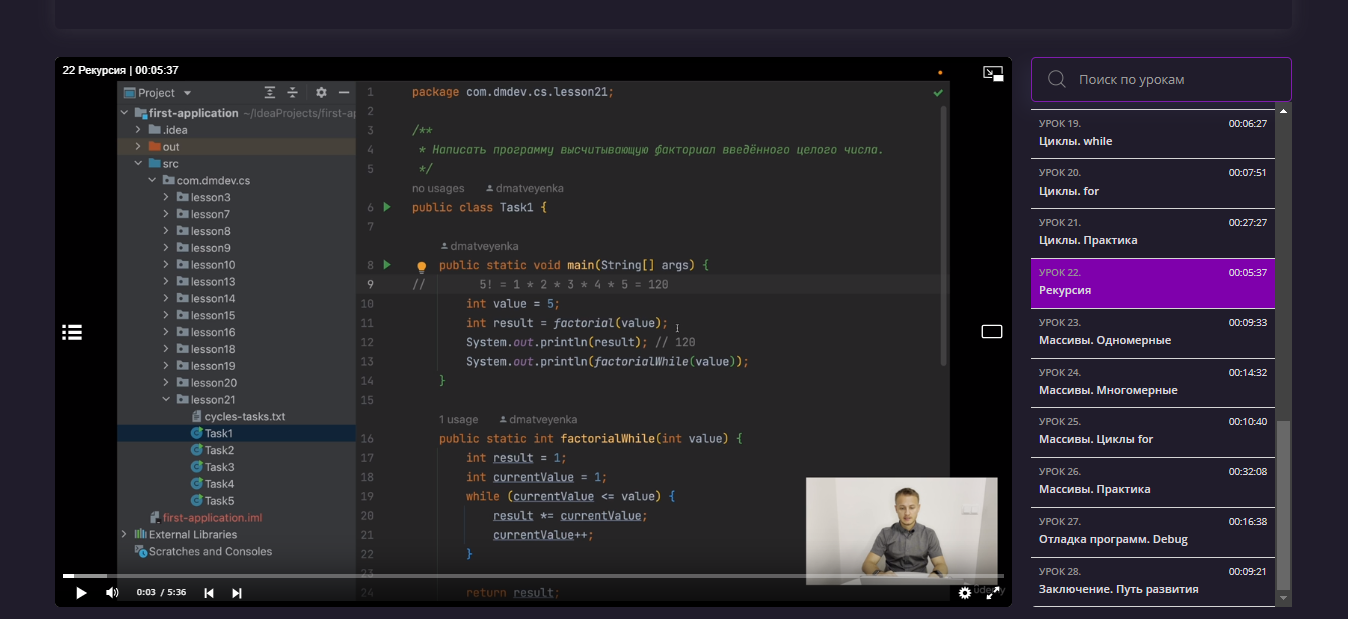 22 Рекурсия | 00:05:37
Project
first-application ~/IdeaProjects/first-ap
.idea
out
src
com.dmdev.cs
lesson3
lesson7
lesson8
lesson9
lesson10
lesson13
lesson14
lesson15
lesson16
lesson18
lesson19
lesson20
lesson21
cycles-tasks.txt
Task1
Task2
Task3
Task4
Task5
first-application.iml
External Libraries
Scratches and Consoles
1 package com.dmdev.cs.lesson21;
2
3 /**
4 * Написать программу высчитывающую факториал введённого целого числа.
5 */
no usages dmatveyenka
6 public class Task1 {
7
dmatveyenka
8 public static void main(String[] args) {
9 // 5! = 1 * 2 * 3 * 4 * 5 = 120
10 int value = 5;
11 int result = factorial(value);
12 System.out.println(result); // 120
13 System.out.println(factorialWhile(value));
14 }
15
1 usage dmatveyenka
16 public static int factorialWhile(int value) {
17 int result = 1;
18 int currentValue = 1;
19 while (currentValue <= value) {
20 result *= currentValue;
21 currentValue++;
22 }
23
24 return result;
0:03 / 5:36
Udemy
Поиск по урокам
УРОК 19. 00:06:27
Циклы. while
УРОК 20. 00:07:51
Циклы. for
УРОК 21. 00:27:27
Циклы. Практика
УРОК 22. 00:05:37
Рекурсия
УРОК 23. 00:09:33
Массивы. Одномерные
УРОК 24. 00:14:32
Массивы. Многомерные
УРОК 25. 00:10:40
Массивы. Циклы for
УРОК 26. 00:32:08
Массивы. Практика
УРОК 27. 00:16:38
Отладка программ. Debug
УРОК 28. 00:09:21
Заключение. Путь развития